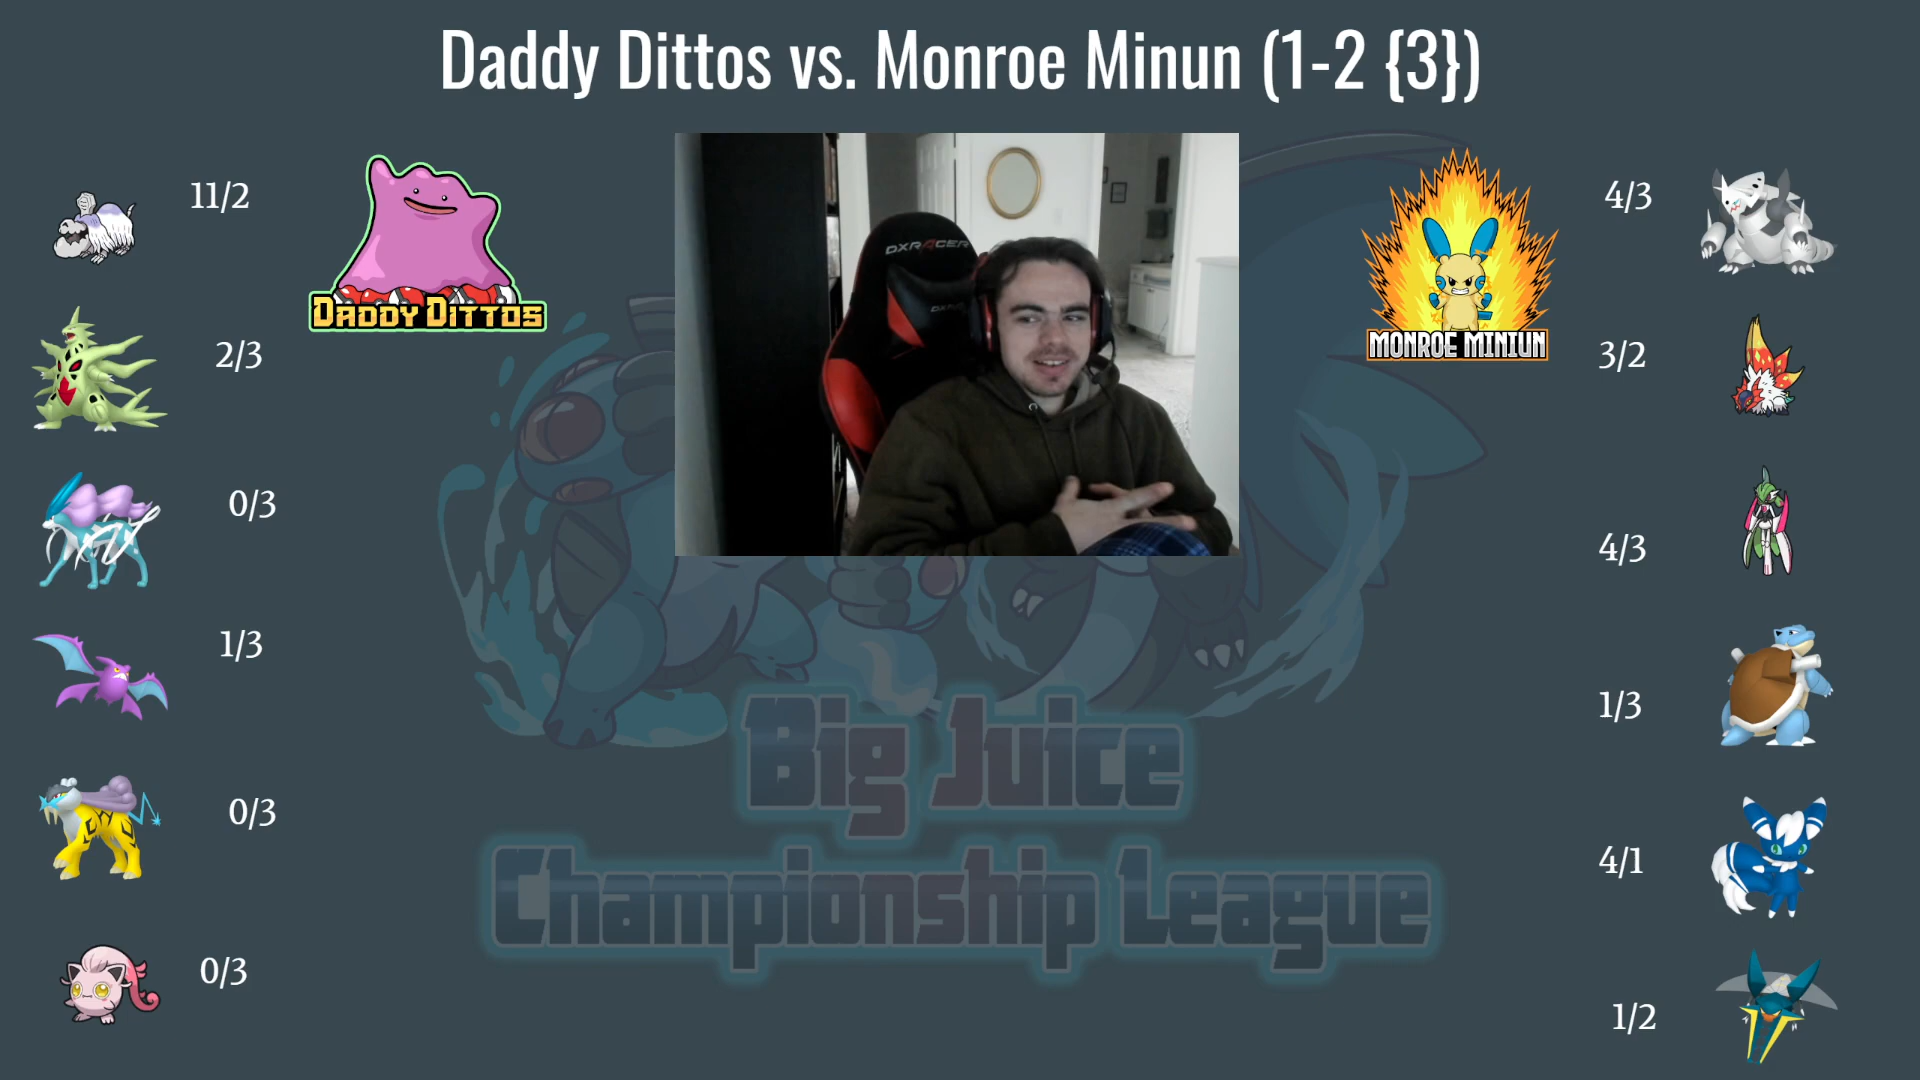 Daddy Dittos vs. Monroe Minun (1-2 {3})
11/2
DADDY DITTOS
DXRACER
MONROE MINIUN
4/3
2/3
3/2
0/3
4/3
1/3
1/3
0/3
4/1
0/3
1/2
Big Juice
Championship League